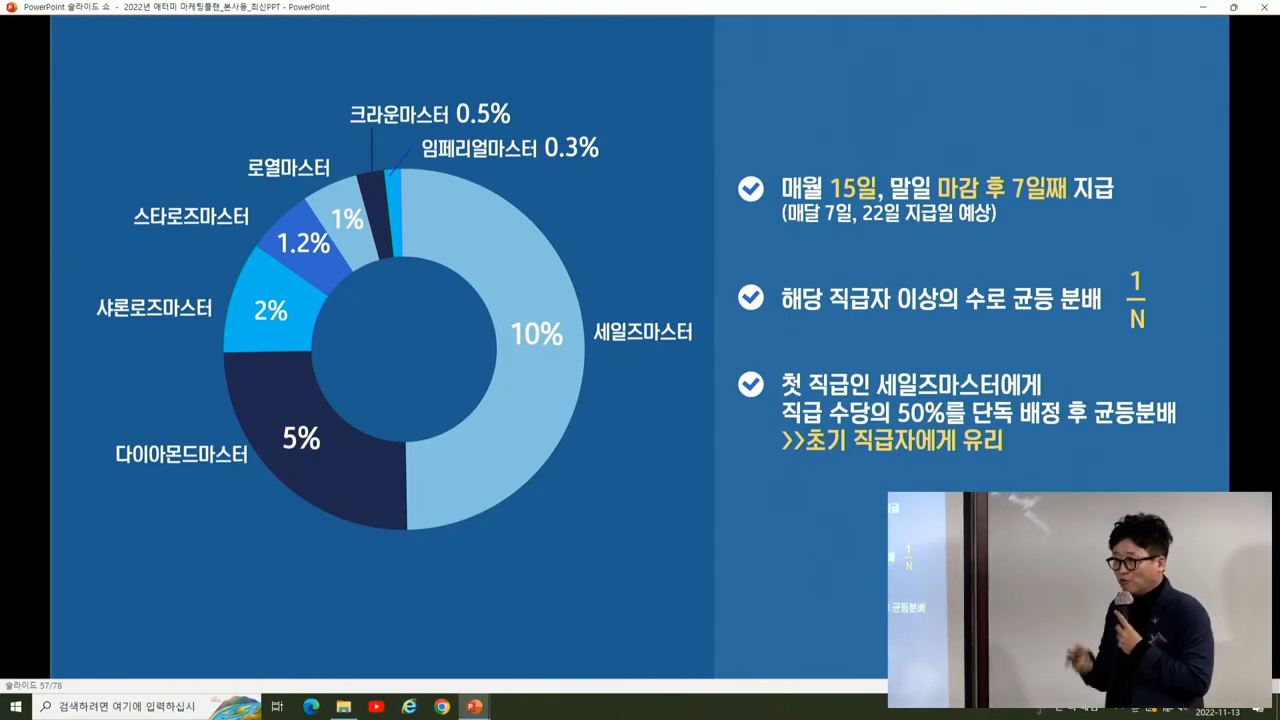 PowerPoint 슬라이드 쇼 - 2022년 애터미 마케팅플랜_본사용_최신PPT - PowerPoint
크라운마스터 0.5%
임페리얼마스터 0.3%
로열마스터
1%
스타로즈마스터
1.2%
샤론로즈마스터
2%
10%
세일즈마스터
5%
다이아몬드마스터
매월 15일, 말일 마감 후 7일째 지급
(매달 7일, 22일 지급일 예상)
해당 직급자 이상의 수로 균등 분배
1
N
첫 직급인 세일즈마스터에게
직급 수당의 50%를 단독 배정 후 균등분배
>>초기 직급자에게 유리
1
N
균등분배
슬라이드 57/78
검색하려면 여기에 입력하십시
2022-11-13